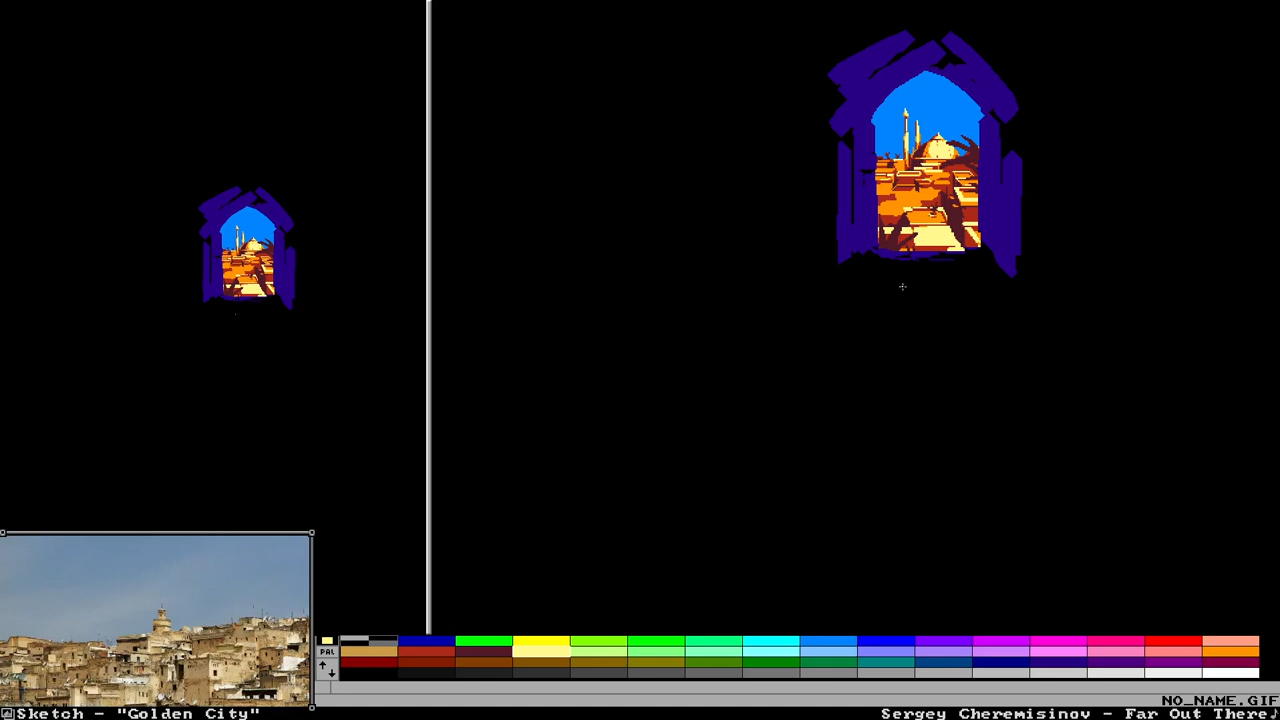 PAL
NO_NAME.GIF
Sketch - "Golden City"
Sergey Cheremisinov - Far Out There♪